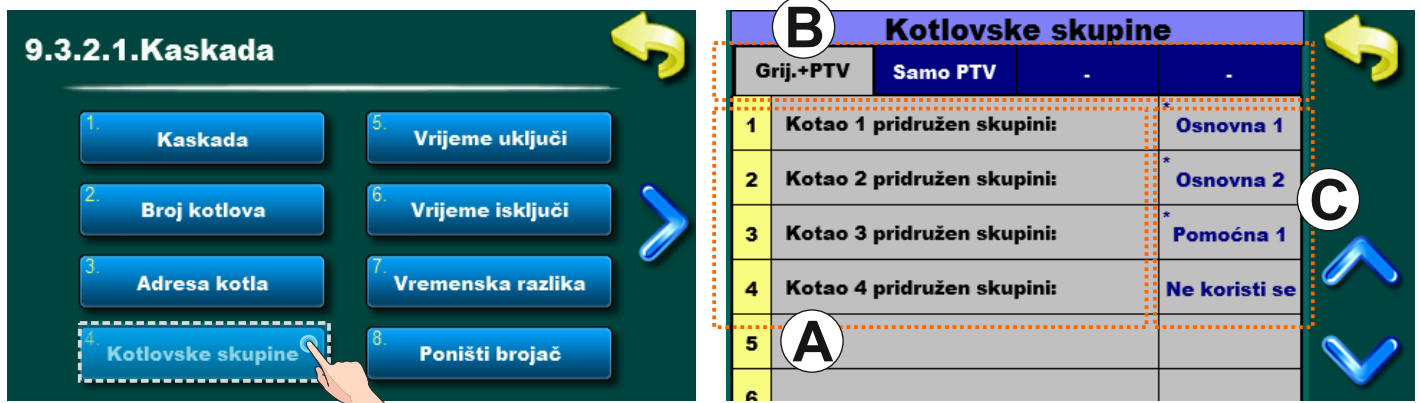 9.3.2.1.Kaskada
1. Kaskada
2. Broj kotlova
3. Adresa kotla
4. Kotlovske skupine
5. Vrijeme uključi
6. Vrijeme isključi
7. Vremenska razlika
8. Poništi brojač
B
Kotlovske skupine
Grij.+PTV Samo PTV - -
1 Kotao 1 pridružen skupini: * Osnovna 1
2 Kotao 2 pridružen skupini: * Osnovna 2
C
3 Kotao 3 pridružen skupini: * Pomoćna 1
4 Kotao 4 pridružen skupini: Ne koristi se
5 A
6